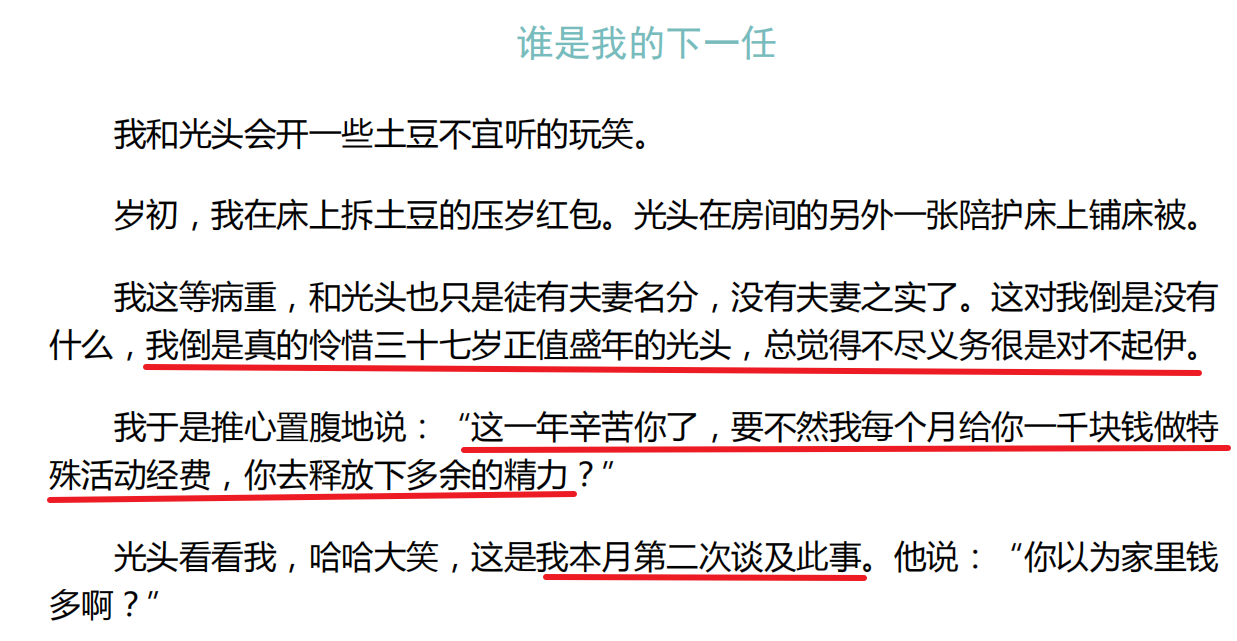 谁是我的下一任
我和光头会开一些土豆不宜听的玩笑。
岁初，我在床上拆土豆的压岁红包。光头在房间的另外一张陪护床上铺床被。
我这等病重，和光头也只是徒有夫妻名分，没有夫妻之实了。这对我倒是没有
什么，我倒是真的怜惜三十七岁正值盛年的光头，总觉得不尽义务很是对不起伊。
我于是推心置腹地说：“这一年辛苦你了，要不然我每个月给你一千块钱做特
殊活动经费，你去释放下多余的精力？”
光头看看我，哈哈大笑，这是我本月第二次谈及此事。他说：“你以为家里钱
多啊？”